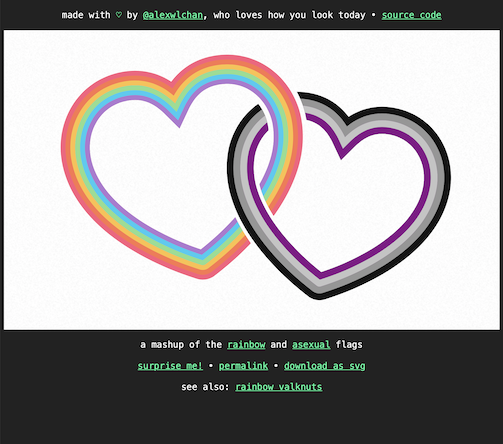 made with ♡ by @alexwlchan, who loves how you look today • source code
a mashup of the rainbow and asexual flags
surprise me! • permalink • download as svg
see also: rainbow valknuts